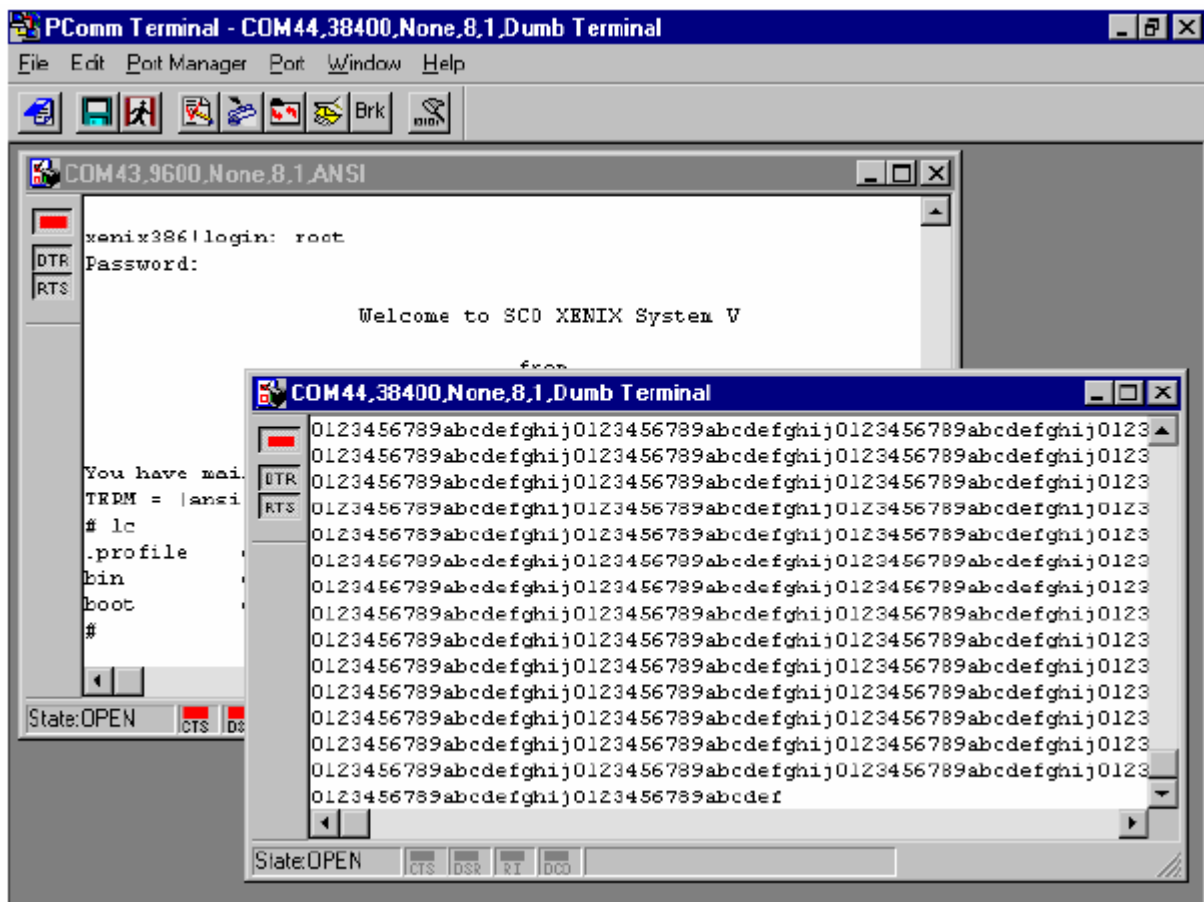 PComm Terminal - COM44,38400,None,8,1,Dumb Terminal
File Edit Port Manager Port Window Help
Brk
COM43,9600,None,8,1,ANSI
DTR
RTS
xenix386!login: root
Password:
Welcome to SCO XENIX System V
from
You have mai
TERM = (ansi
# lc
.profile
bin
boot
#
State:OPEN CTS DS
COM44,38400,None,8,1,Dumb Terminal
DTR
RTS
0123456789abcdefghij0123456789abcdefghij0123456789abcdefghij0123
0123456789abcdefghij0123456789abcdefghij0123456789abcdefghij0123
0123456789abcdefghij0123456789abcdefghij0123456789abcdefghij0123
0123456789abcdefghij0123456789abcdefghij0123456789abcdefghij0123
0123456789abcdefghij0123456789abcdefghij0123456789abcdefghij0123
0123456789abcdefghij0123456789abcdefghij0123456789abcdefghij0123
0123456789abcdefghij0123456789abcdefghij0123456789abcdefghij0123
0123456789abcdefghij0123456789abcdefghij0123456789abcdefghij0123
0123456789abcdefghij0123456789abcdefghij0123456789abcdefghij0123
0123456789abcdefghij0123456789abcdefghij0123456789abcdefghij0123
0123456789abcdefghij0123456789abcdefghij0123456789abcdefghij0123
0123456789abcdefghij0123456789abcdefghij0123456789abcdefghij0123
0123456789abcdefghij0123456789abcdefghij0123456789abcdefghij0123
0123456789abcdefghij0123456789abcdefghij0123456789abcdefghij0123
0123456789abcdefghij0123456789abcdef
State:OPEN CTS DSR RI DCD